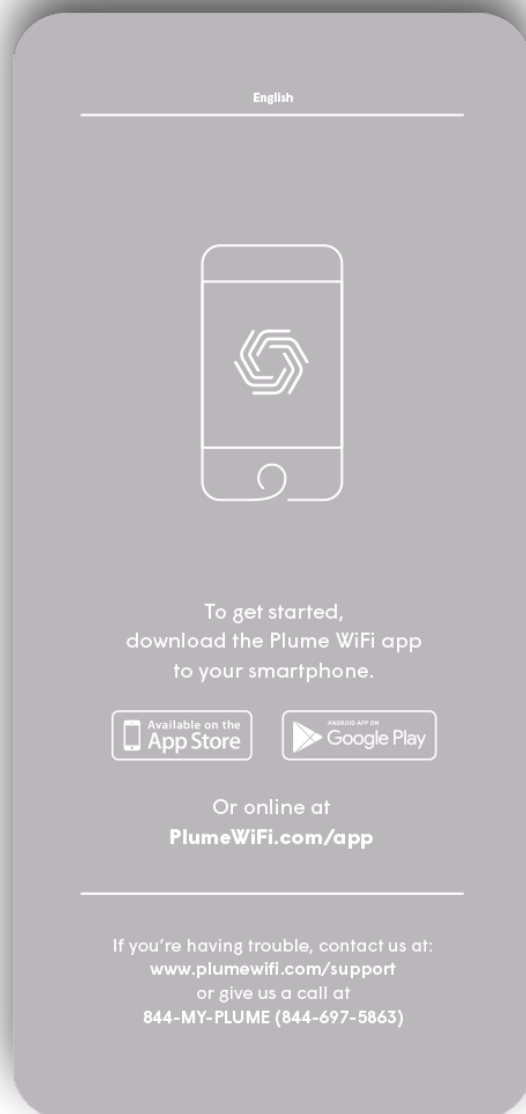 English
To get started,
download the Plume WiFi app
to your smartphone.
Available on the
App Store
ANDROID APP ON
Google Play
Or online at
PlumeWiFi.com/app
If you're having trouble, contact us at:
www.plumewifi.com/support
or give us a call at
844-MY-PLUME (844-697-5863)